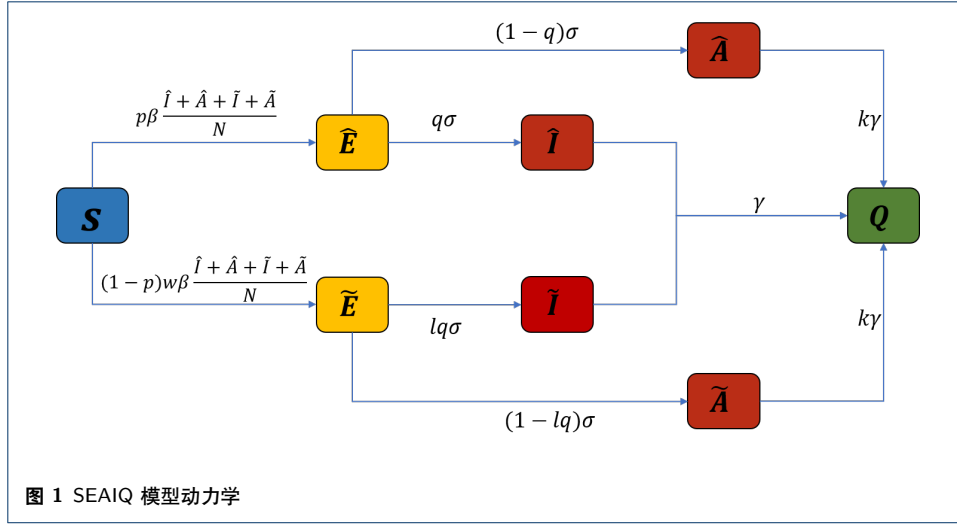 (1 − q)σ
Â
pβ (Î + Â + Ĩ + Ã)/N
qσ
kγ
Ê
Î
S
γ
Q
(1 − p)wβ (Î + Â + Ĩ + Ã)/N
Ẽ
Ĩ
lqσ
kγ
Ã
(1 − lq)σ
图 1 SEAIQ 模型动力学